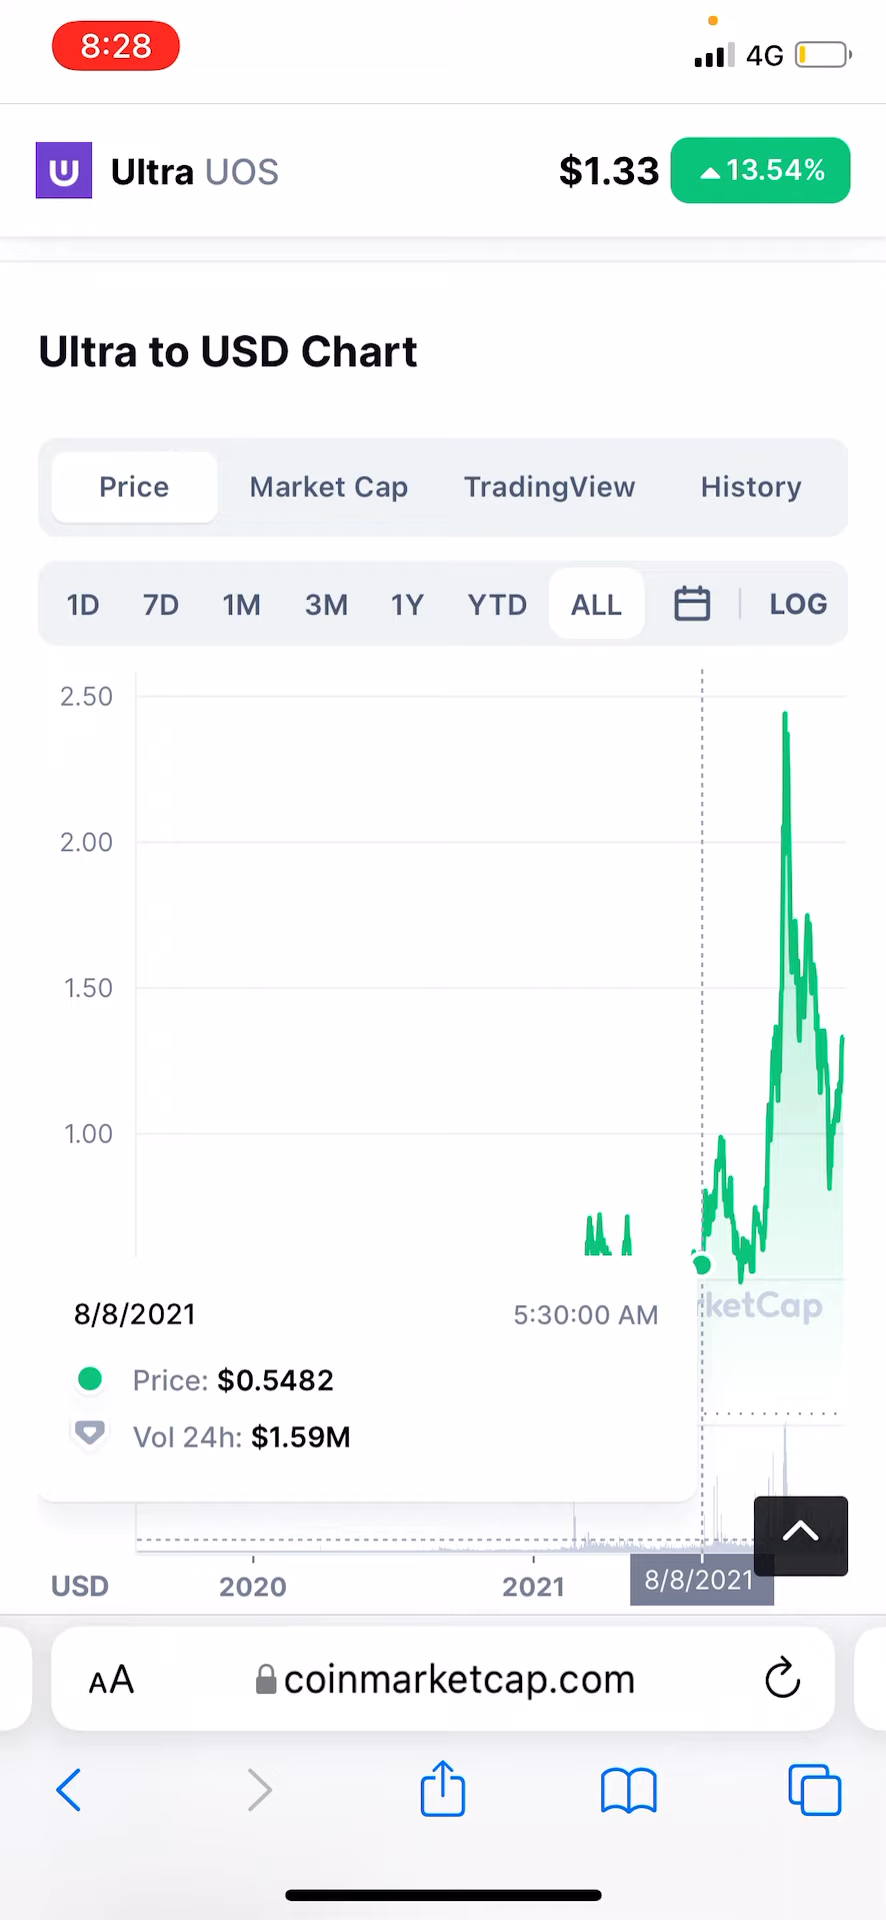 8:28
4G
Ultra UOS
$1.33
13.54%
Ultra to USD Chart
Price Market Cap TradingView History
1D 7D 1M 3M 1Y YTD ALL LOG
2.50
2.00
1.50
1.00
ketCap
8/8/2021 5:30:00 AM
Price: $0.5482
Vol 24h: $1.59M
USD 2020 2021 8/8/2021
AA coinmarketcap.com